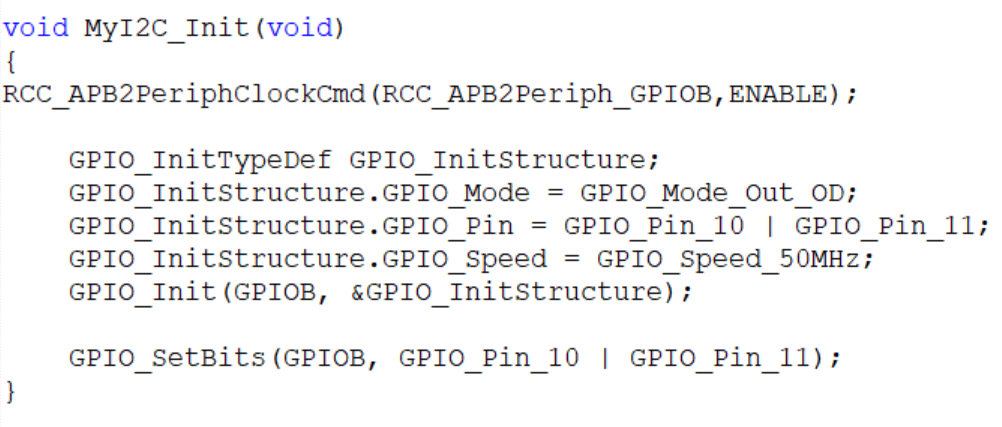 void MyI2C_Init(void)
{
RCC_APB2PeriphClockCmd(RCC_APB2Periph_GPIOB,ENABLE);
GPIO_InitTypeDef GPIO_InitStructure;
GPIO_InitStructure.GPIO_Mode = GPIO_Mode_Out_OD;
GPIO_InitStructure.GPIO_Pin = GPIO_Pin_10 | GPIO_Pin_11;
GPIO_InitStructure.GPIO_Speed = GPIO_Speed_50MHz;
GPIO_Init(GPIOB, &GPIO_InitStructure);
GPIO_SetBits(GPIOB, GPIO_Pin_10 | GPIO_Pin_11);
}